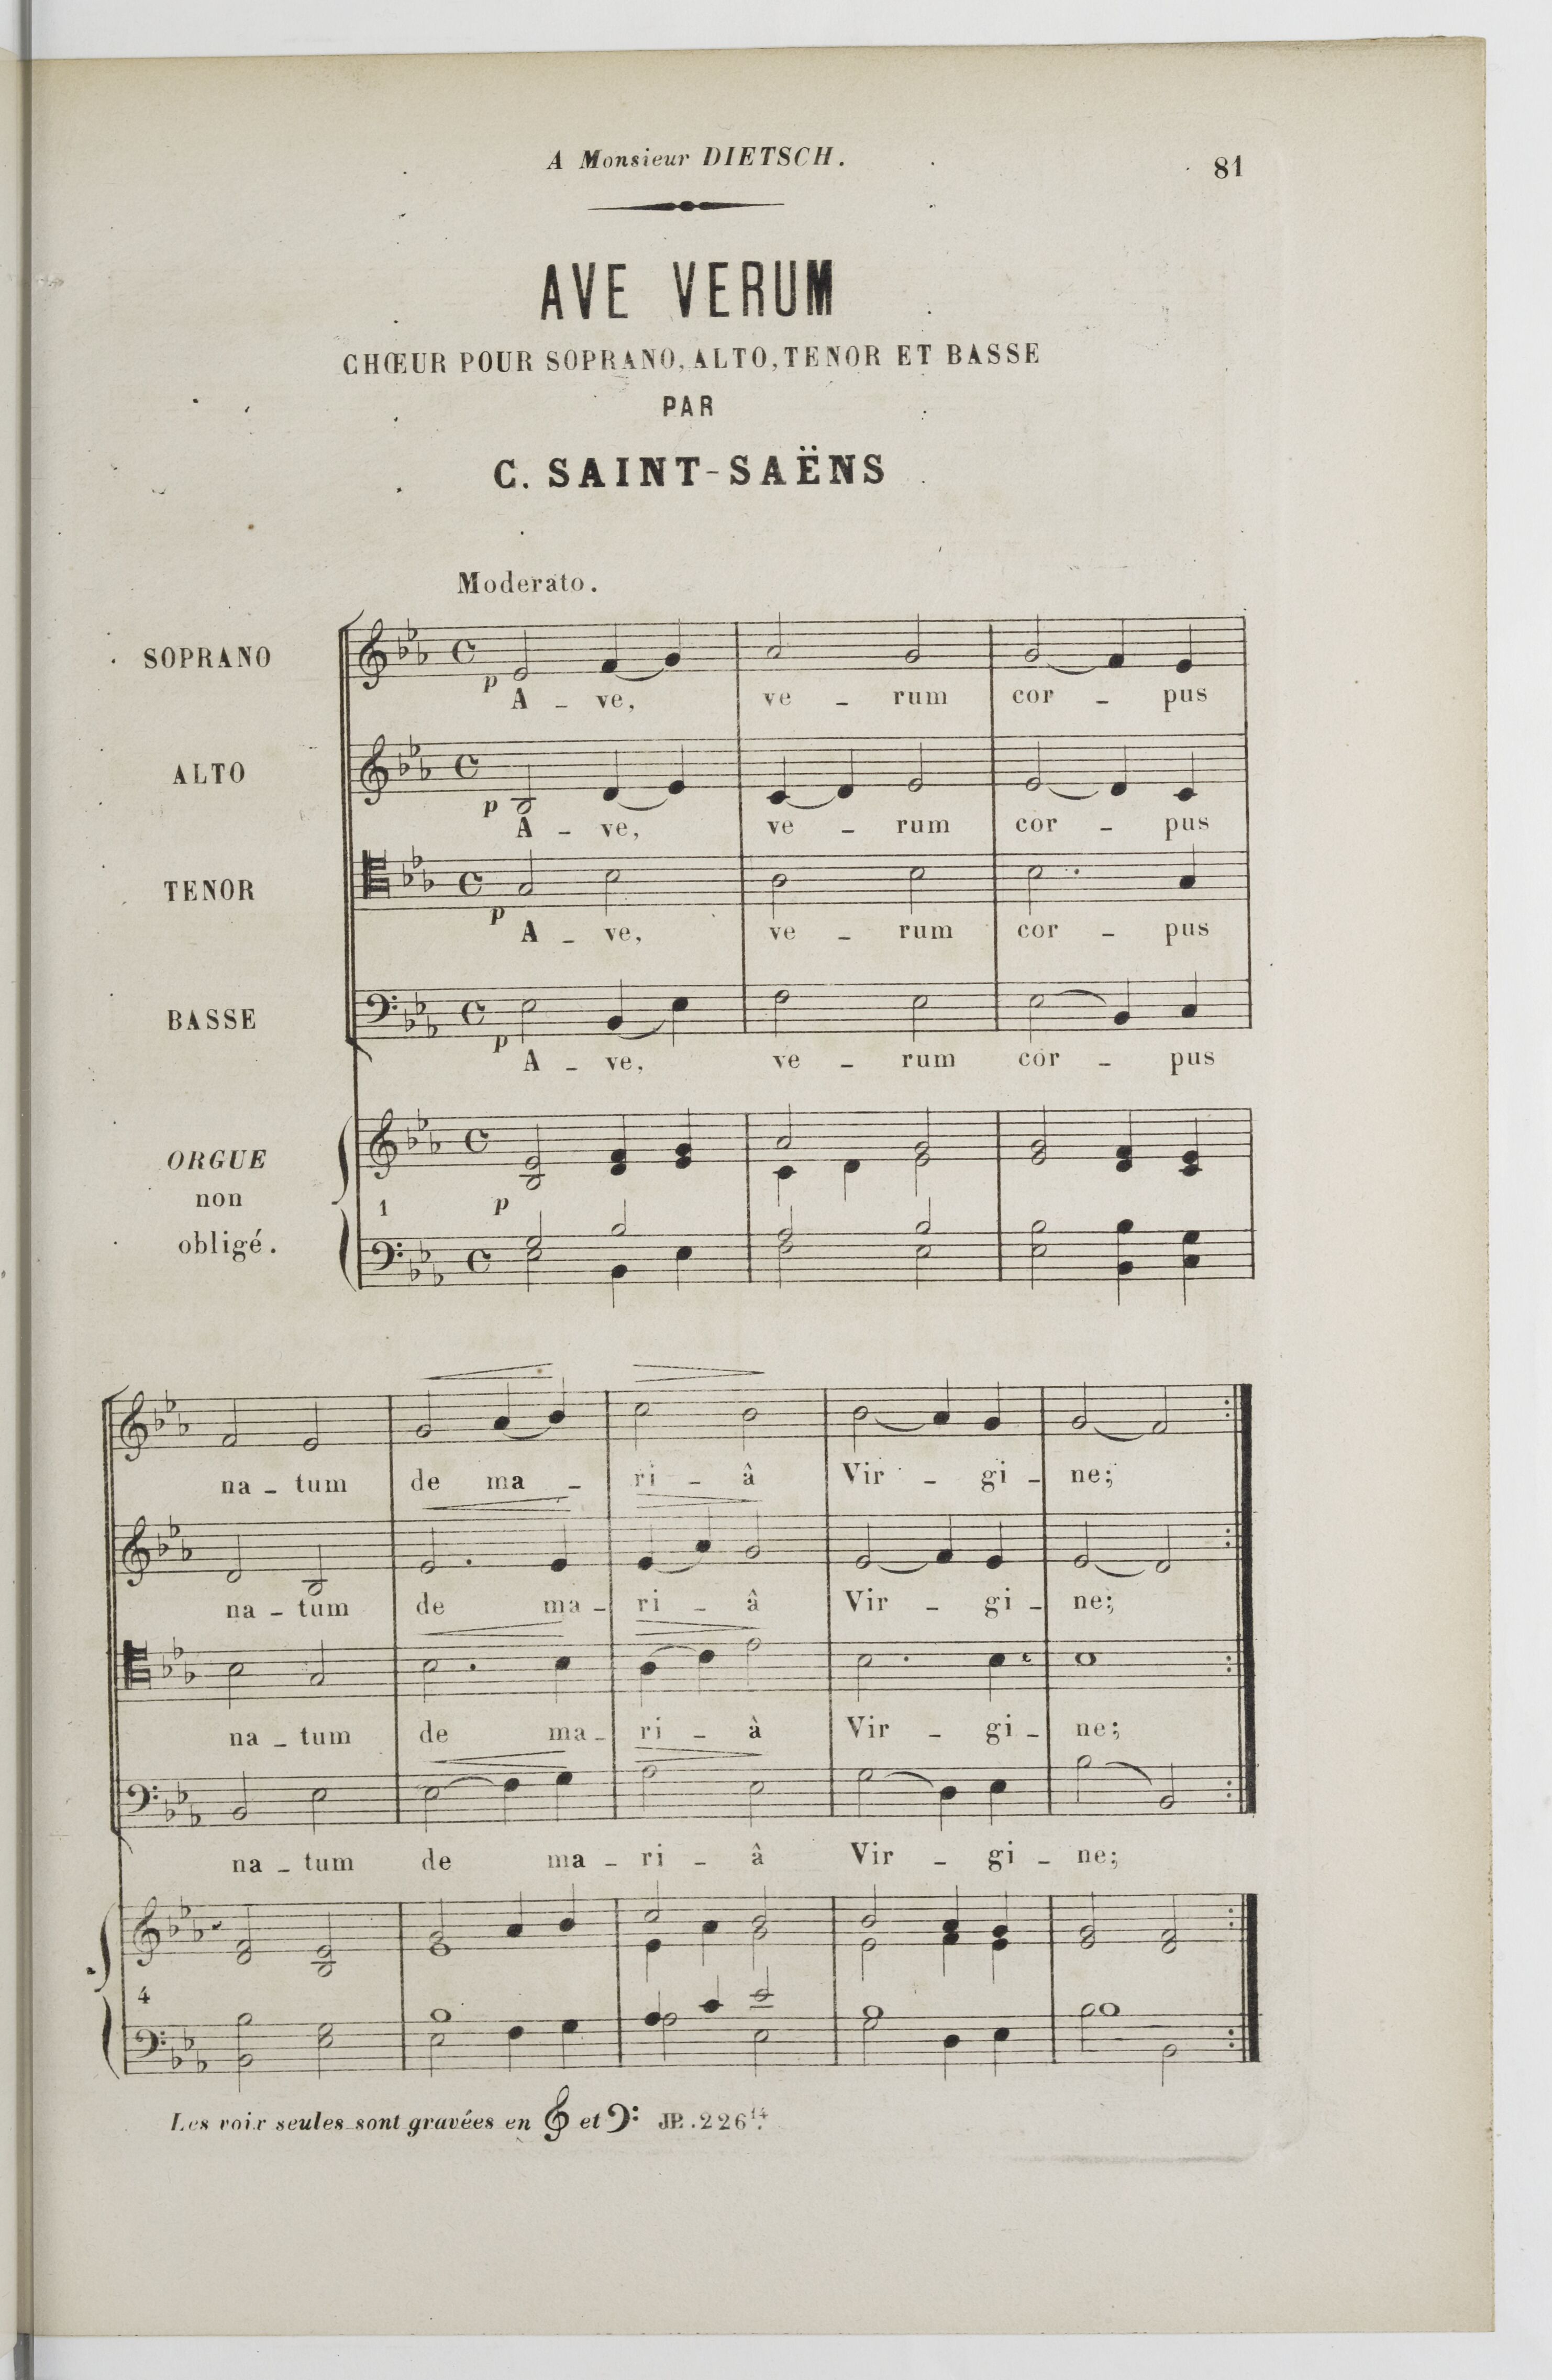 A Monsieur DIETSCH.
81
AVE VERUM
CHŒUR POUR SOPRANO, ALTO, TENOR ET BASSE
PAR
C. SAINT-SAËNS
Moderato.
SOPRANO
p
A - ve, ve - rum cor - pus
ALTO
p
A - ve, ve - rum cor - pus
TENOR
p
A - ve, ve - rum cor - pus
BASSE
p
A - ve, ve - rum cor - pus
ORGUE
non
obligé.
1
p
na - tum de ma - ri - â Vir - gi - ne;
na - tum de ma - ri - â Vir - gi - ne;
na - tum de ma - ri - à Vir - gi - ne;
na - tum de ma - ri - â Vir - gi - ne;
4
Les voix seules sont gravées en et JP. 226 14.